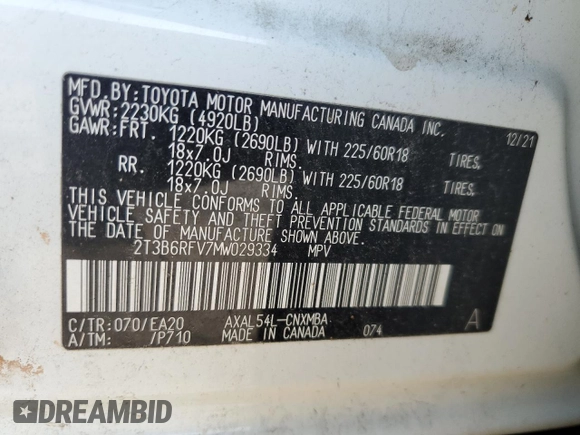 MFD. BY: TOYOTA MOTOR MANUFACTURING CANADA INC.
GVWR: 2230KG (4920LB) 12/21
GAWR: FRT. 1220KG (2690LB) WITH 225/60R18 TIRES,
18x7.0J RIMS.
RR. 1220KG (2690LB) WITH 225/60R18 TIRES,
18x7.0J RIMS.
THIS VEHICLE CONFORMS TO ALL APPLICABLE FEDERAL MOTOR
VEHICLE SAFETY AND THEFT PREVENTION STANDARDS IN EFFECT ON
THE DATE OF MANUFACTURE SHOWN ABOVE.
2T3B6RFV7MW029334 MPV
C/TR: 070/EA20 AXAL54L-CNXMBA A
A/TM: /P710 MADE IN CANADA 074
DREAMBID